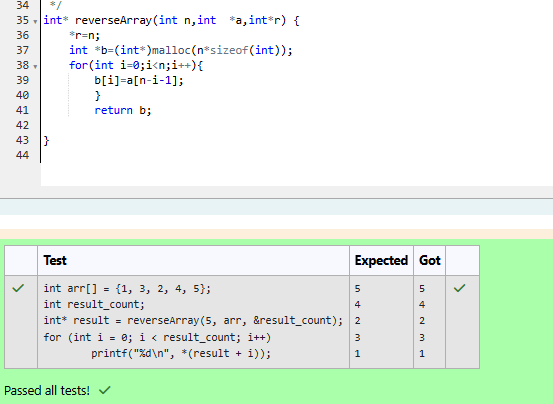 34 */
35 int* reverseArray(int n,int *a,int*r) {
36 *r=n;
37 int *b=(int*)malloc(n*sizeof(int));
38 for(int i=0;i<n;i++){
39 b[i]=a[n-i-1];
40 }
41 return b;
42
43 }
44
Test Expected Got
int arr[] = {1, 3, 2, 4, 5}; 5 5
int result_count; 4 4
int* result = reverseArray(5, arr, &result_count); 2 2
for (int i = 0; i < result_count; i++) 3 3
printf("%d\n", *(result + i)); 1 1
Passed all tests!